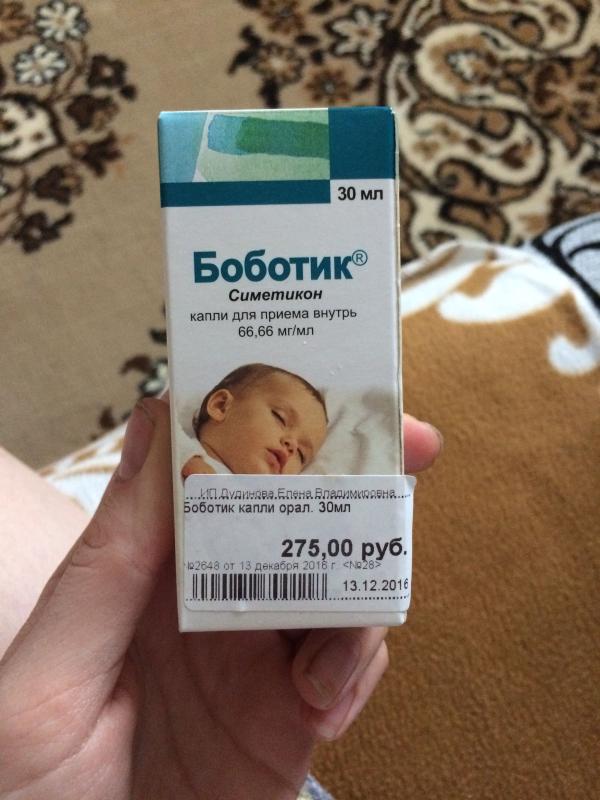 30 мл
Боботик®
Симетикон
капли для приема внутрь
66,66 мг/мл
ИП Дудинова Елена Владимировна
Боботик капли орал. 30мл
275,00 руб.
№2648 от 13 декабря 2016 г. <№28>
13.12.2016